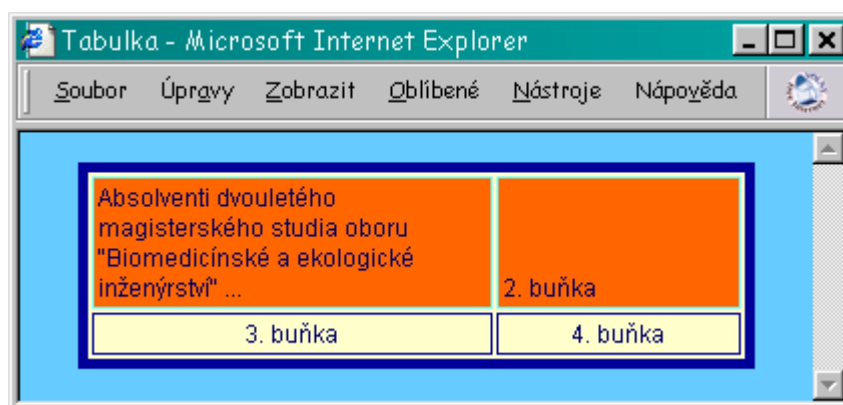 Tabulka - Microsoft Internet Explorer
Soubor Úpravy Zobrazit Oblíbené Nástroje Nápověda
Absolventi dvouletého
magisterského studia oboru
"Biomedicínské a ekologické
inženýrství" ...
2. buňka
3. buňka 4. buňka